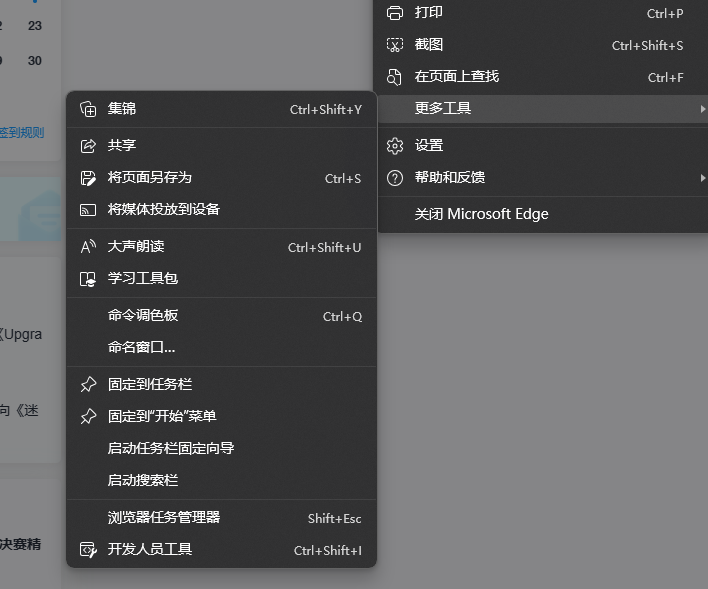 23
30
签到规则
《Upgra
向《迷
决赛精
打印 Ctrl+P
截图 Ctrl+Shift+S
在页面上查找 Ctrl+F
更多工具
设置
帮助和反馈
关闭 Microsoft Edge
集锦 Ctrl+Shift+Y
共享
将页面另存为 Ctrl+S
将媒体投放到设备
大声朗读 Ctrl+Shift+U
学习工具包
命令调色板 Ctrl+Q
命名窗口...
固定到任务栏
固定到“开始”菜单
启动任务栏固定向导
启动搜索栏
浏览器任务管理器 Shift+Esc
开发人员工具 Ctrl+Shift+I